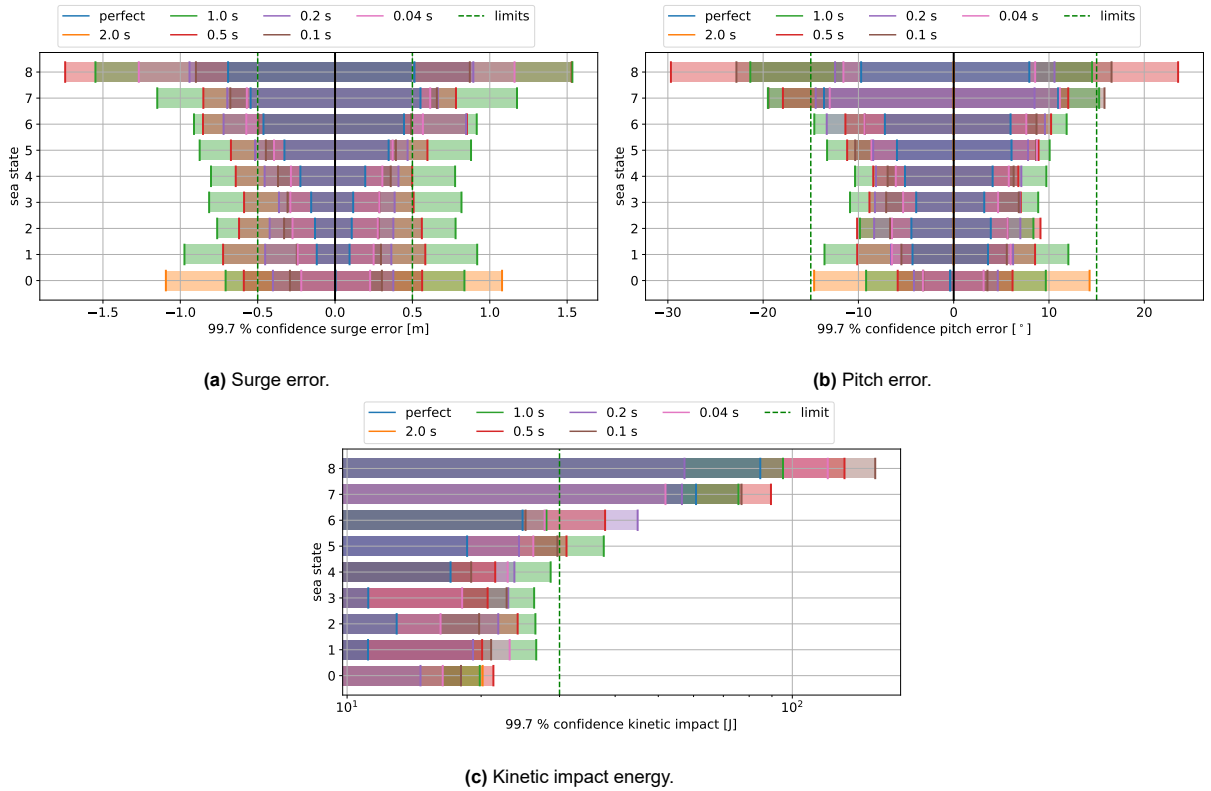 perfect 1.0 s 0.2 s 0.04 s limits
2.0 s 0.5 s 0.1 s
8
7
6
5
4
3
2
1
0
sea state
−1.5 −1.0 −0.5 0.0 0.5 1.0 1.5
99.7 % confidence surge error [m]
(a) Surge error.
perfect 1.0 s 0.2 s 0.04 s limits
2.0 s 0.5 s 0.1 s
8
7
6
5
4
3
2
1
0
sea state
−30 −20 −10 0 10 20
99.7 % confidence pitch error [°]
(b) Pitch error.
perfect 1.0 s 0.2 s 0.04 s limit
2.0 s 0.5 s 0.1 s
8
7
6
5
4
3
2
1
0
sea state
10¹ 10²
99.7 % confidence kinetic impact [J]
(c) Kinetic impact energy.